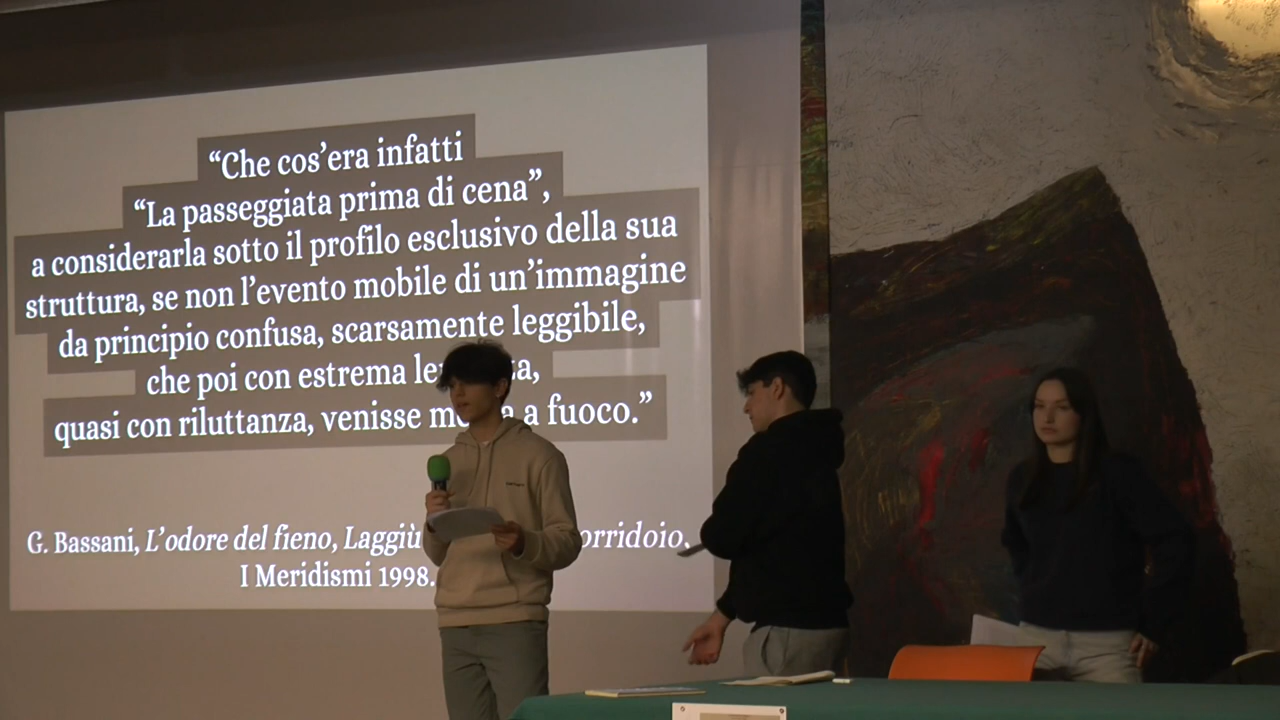 “Che cos’era infatti
“La passeggiata prima di cena”,
a considerarla sotto il profilo esclusivo della sua
struttura, se non l’evento mobile di un’immagine
da principio confusa, scarsamente leggibile,
che poi con estrema
quasi con riluttanza, venisse a fuoco.”
G. Bassani, L’odore del fieno, Laggiù
I Meridismi 1998.